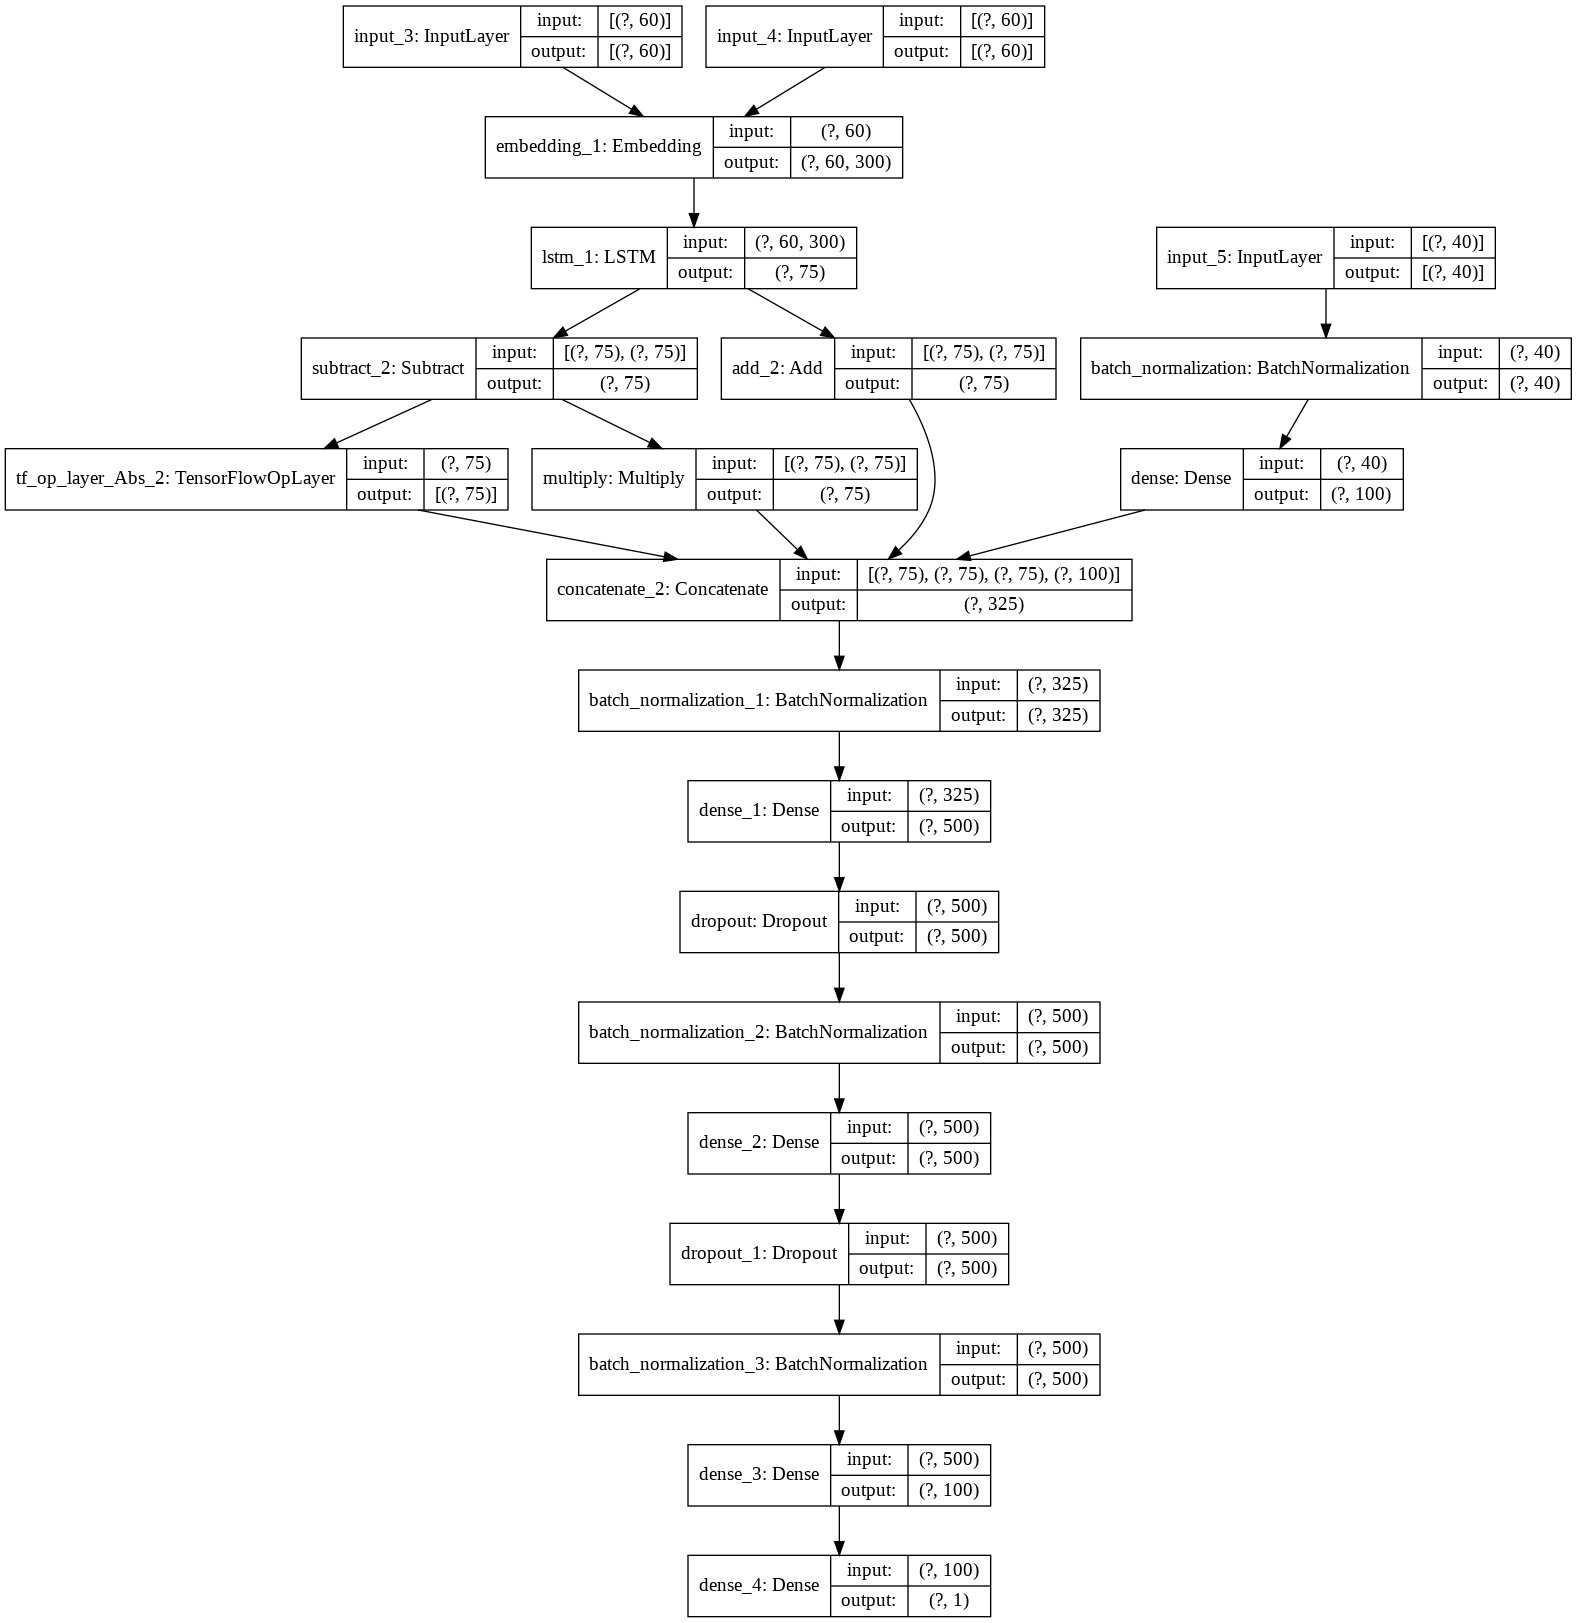 input_3: InputLayer
input: [(?, 60)]
output: [(?, 60)]
input_4: InputLayer
input: [(?, 60)]
output: [(?, 60)]
embedding_1: Embedding
input: (?, 60)
output: (?, 60, 300)
lstm_1: LSTM
input: (?, 60, 300)
output: (?, 75)
input_5: InputLayer
input: [(?, 40)]
output: [(?, 40)]
subtract_2: Subtract
input: [(?, 75), (?, 75)]
output: (?, 75)
add_2: Add
input: [(?, 75), (?, 75)]
output: (?, 75)
batch_normalization: BatchNormalization
input: (?, 40)
output: (?, 40)
tf_op_layer_Abs_2: TensorFlowOpLayer
input: (?, 75)
output: [(?, 75)]
multiply: Multiply
input: [(?, 75), (?, 75)]
output: (?, 75)
dense: Dense
input: (?, 40)
output: (?, 100)
concatenate_2: Concatenate
input: [(?, 75), (?, 75), (?, 75), (?, 100)]
output: (?, 325)
batch_normalization_1: BatchNormalization
input: (?, 325)
output: (?, 325)
dense_1: Dense
input: (?, 325)
output: (?, 500)
dropout: Dropout
input: (?, 500)
output: (?, 500)
batch_normalization_2: BatchNormalization
input: (?, 500)
output: (?, 500)
dense_2: Dense
input: (?, 500)
output: (?, 500)
dropout_1: Dropout
input: (?, 500)
output: (?, 500)
batch_normalization_3: BatchNormalization
input: (?, 500)
output: (?, 500)
dense_3: Dense
input: (?, 500)
output: (?, 100)
dense_4: Dense
input: (?, 100)
output: (?, 1)